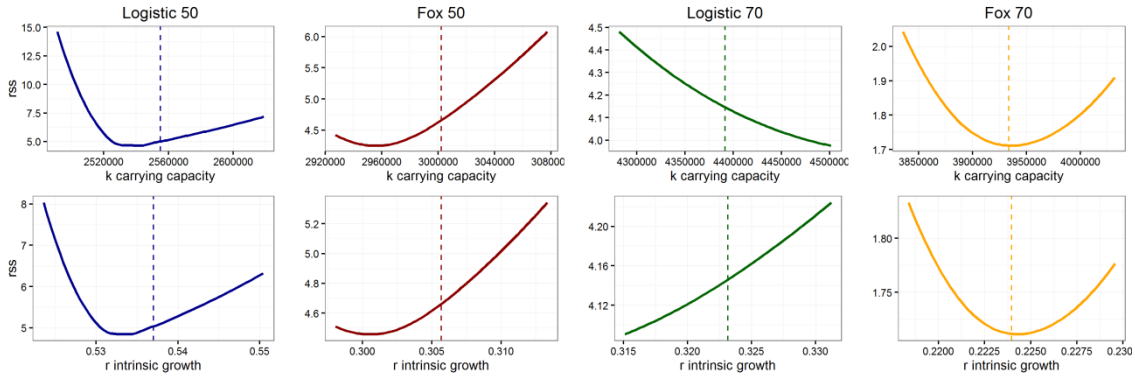 Logistic 50 Fox 50 Logistic 70 Fox 70
rss
15.0
12.5
10.0
7.5
5.0
2520000 2560000 2600000
k carrying capacity
6.0
5.5
5.0
4.5
2920000 2960000 3000000 3040000 308000
k carrying capacity
4.5
4.4
4.3
4.2
4.1
4.0
4300000 4350000 4400000 4450000 4500000
k carrying capacity
2.0
1.9
1.8
1.7
3850000 3900000 3950000 4000000
k carrying capacity
rss
8
7
6
5
0.53 0.54 0.55
r intrinsic growth
5.2
5.0
4.8
4.6
0.300 0.305 0.310
r intrinsic growth
4.20
4.16
4.12
0.315 0.320 0.325 0.330
r intrinsic growth
1.80
1.75
0.2200 0.2225 0.2250 0.2275 0.230
r intrinsic growth